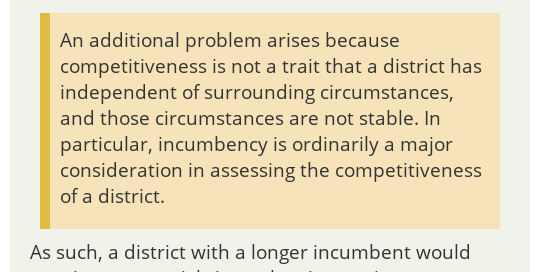 An additional problem arises because
competitiveness is not a trait that a district has
independent of surrounding circumstances,
and those circumstances are not stable. In
particular, incumbency is ordinarily a major
consideration in assessing the competitiveness
of a district.
As such, a district with a longer incumbent would